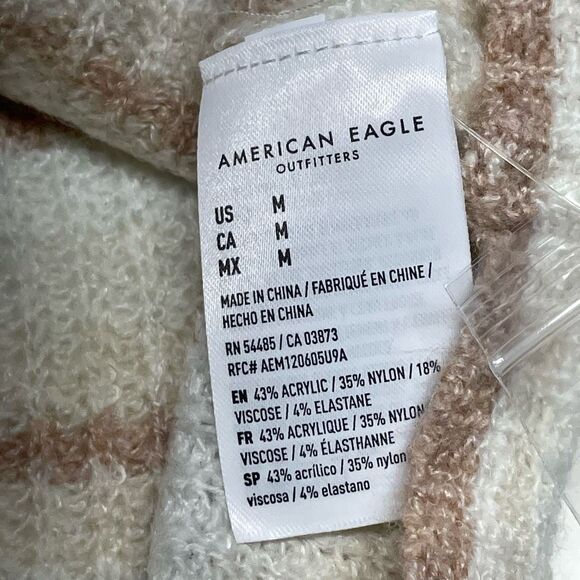 AMERICAN EAGLE
OUTFITTERS
US M
CA M
MX M
MADE IN CHINA / FABRIQUÉ EN CHINE /
HECHO EN CHINA
RN 54485 / CA 03873
RFC# AEM120605U9A
EN 43% ACRYLIC / 35% NYLON / 18%
VISCOSE / 4% ELASTANE
FR 43% ACRYLIQUE / 35% NYLON
VISCOSE / 4% ÉLASTHANNE
SP 43% acrílico / 35% nylon
viscosa / 4% elastano